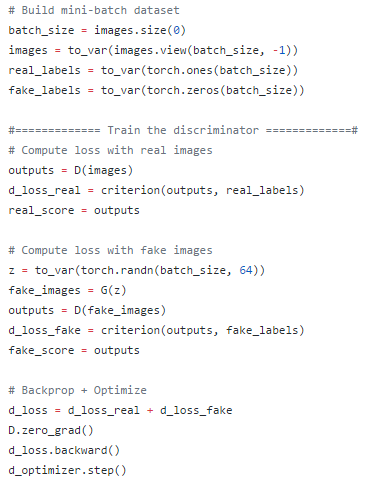 # Build mini-batch dataset
batch_size = images.size(0)
images = to_var(images.view(batch_size, -1))
real_labels = to_var(torch.ones(batch_size))
fake_labels = to_var(torch.zeros(batch_size))
#============= Train the discriminator =============#
# Compute loss with real images
outputs = D(images)
d_loss_real = criterion(outputs, real_labels)
real_score = outputs
# Compute loss with fake images
z = to_var(torch.randn(batch_size, 64))
fake_images = G(z)
outputs = D(fake_images)
d_loss_fake = criterion(outputs, fake_labels)
fake_score = outputs
# Backprop + Optimize
d_loss = d_loss_real + d_loss_fake
D.zero_grad()
d_loss.backward()
d_optimizer.step()